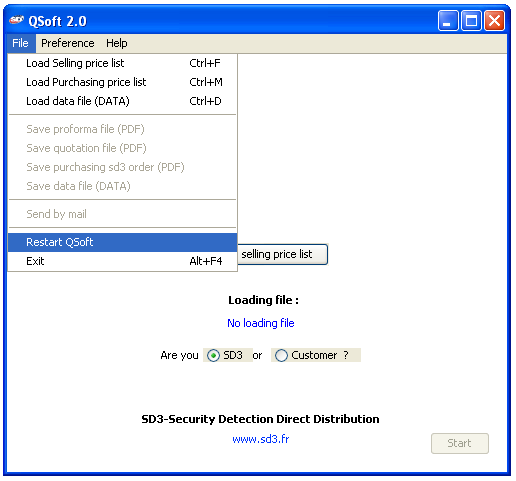 SD3 QSoft 2.0
File Preference Help
Load Selling price list Ctrl+F
Load Purchasing price list Ctrl+M
Load data file (DATA) Ctrl+D
Save proforma file (PDF)
Save quotation file (PDF)
Save purchasing sd3 order (PDF)
Save data file (DATA)
Send by mail
Restart QSoft
selling price list
Exit Alt+F4
Loading file :
No loading file
Are you SD3 or Customer ?
SD3-Security Detection Direct Distribution
www.sd3.fr
Start